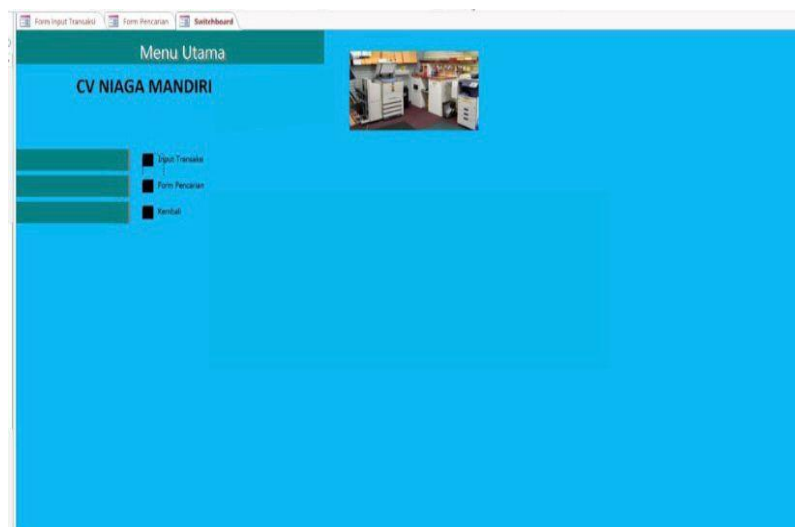 Form Input Transaksi Form Pencarian Switchboard
Menu Utama
CV NIAGA MANDIRI
Input Transaksi
Form Pencarian
Kembali